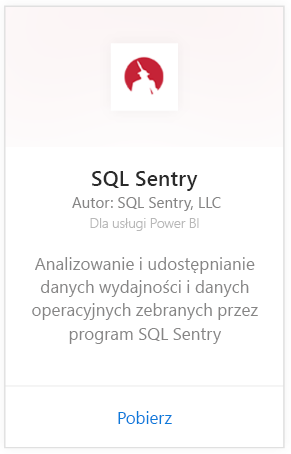 SQL Sentry
Autor: SQL Sentry, LLC
Dla usługi Power BI
Analizowanie i udostępnianie
danych wydajności i danych
operacyjnych zebranych przez
program SQL Sentry
Pobierz